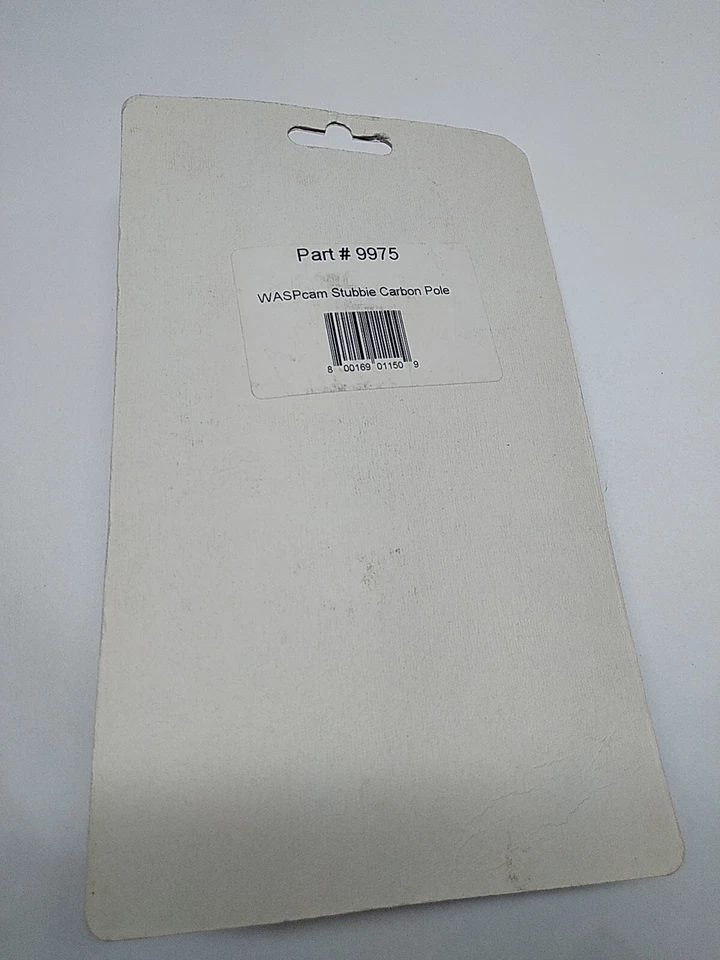 Part # 9975
WASPcam Stubbie Carbon Pole
8 00169 01150 9